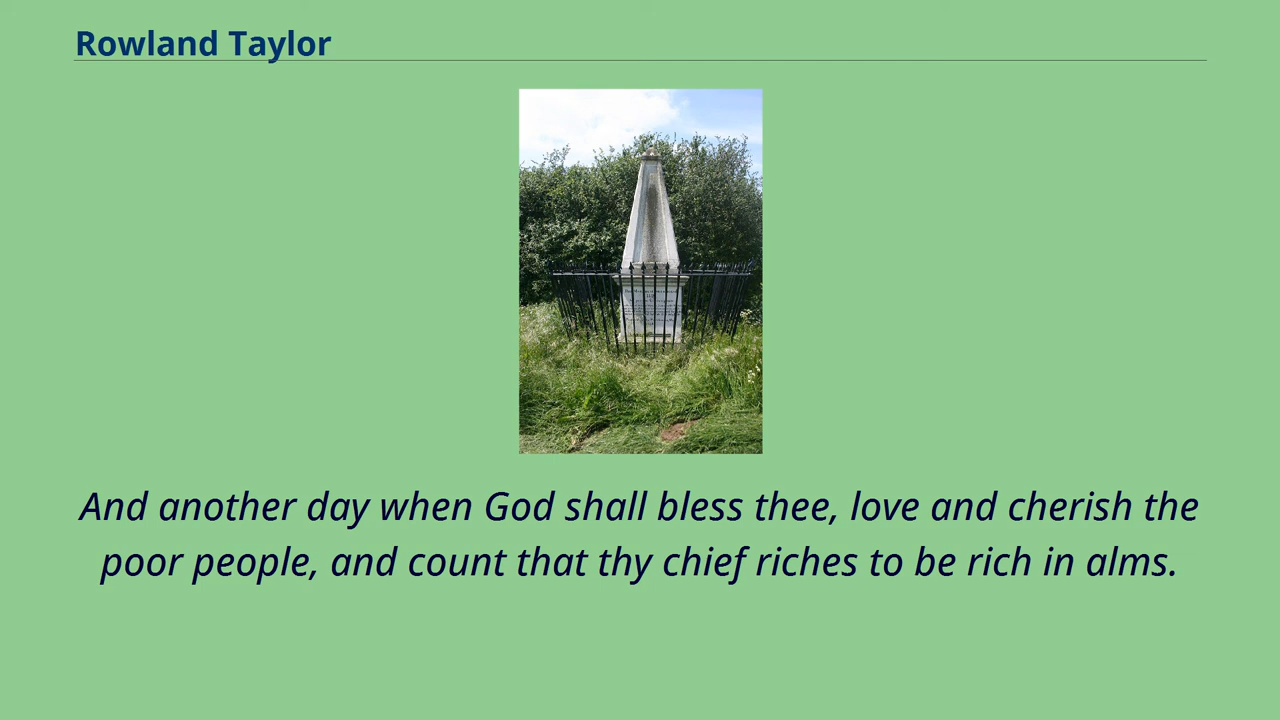 Rowland Taylor
And another day when God shall bless thee, love and cherish the
poor people, and count that thy chief riches to be rich in alms.